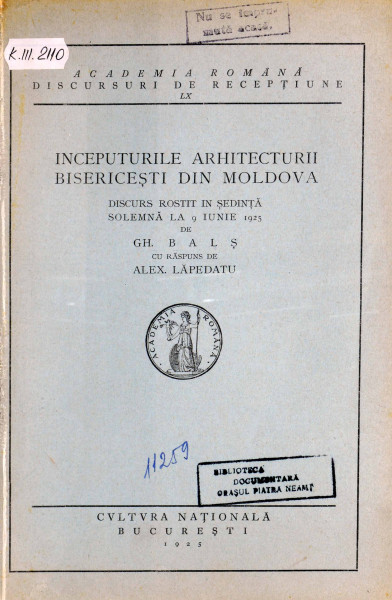 Nu se împru-
mută acasă.
K.III. 2110
ACADEMIA ROMÂNĂ
DISCURSURI DE RECEPȚIUNE
LX
INCEPUTURILE ARHITECTURII
BISERICEȘTI DIN MOLDOVA
DISCURS ROSTIT IN ȘEDINȚĂ
SOLEMNĂ LA 9 IUNIE 1925
DE
GH. BALȘ
CU RĂSPUNS DE
ALEX. LĂPEDATU
ACADEMIA ROMÂNĂ
11259
BIBLIOTECA
DOCUMENTARĂ
ORAȘUL PIATRA NEAMȚ
CVLTVRA NAȚIONALĂ
BUCUREȘTI
1925